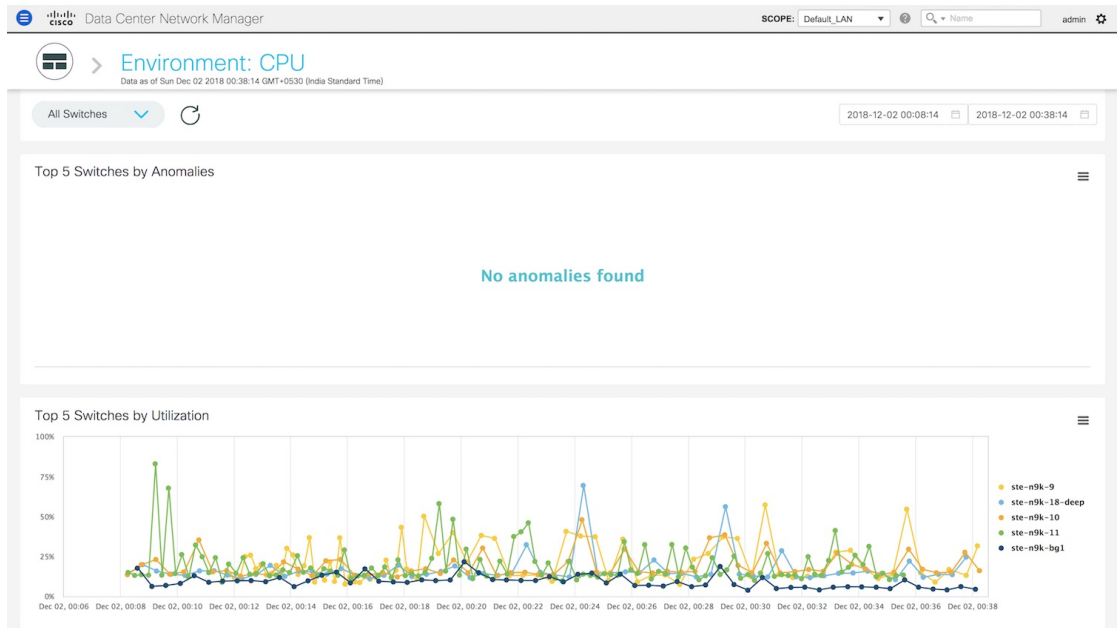 cisco Data Center Network Manager
SCOPE: Default_LAN
Name
admin
Environment: CPU
Data as of Sun Dec 02 2018 00:38:14 GMT+0530 (India Standard Time)
All Switches
2018-12-02 00:08:14
2018-12-02 00:38:14
Top 5 Switches by Anomalies
No anomalies found
Top 5 Switches by Utilization
100%
75%
50%
25%
0%
Dec 02, 00:06 Dec 02, 00:08 Dec 02, 00:10 Dec 02, 00:12 Dec 02, 00:14 Dec 02, 00:16 Dec 02, 00:18 Dec 02, 00:20 Dec 02, 00:22 Dec 02, 00:24 Dec 02, 00:26 Dec 02, 00:28 Dec 02, 00:30 Dec 02, 00:32 Dec 02, 00:34 Dec 02, 00:36 Dec 02, 00:38
ste-n9k-9
ste-n9k-18-deep
ste-n9k-10
ste-n9k-11
ste-n9k-bg1